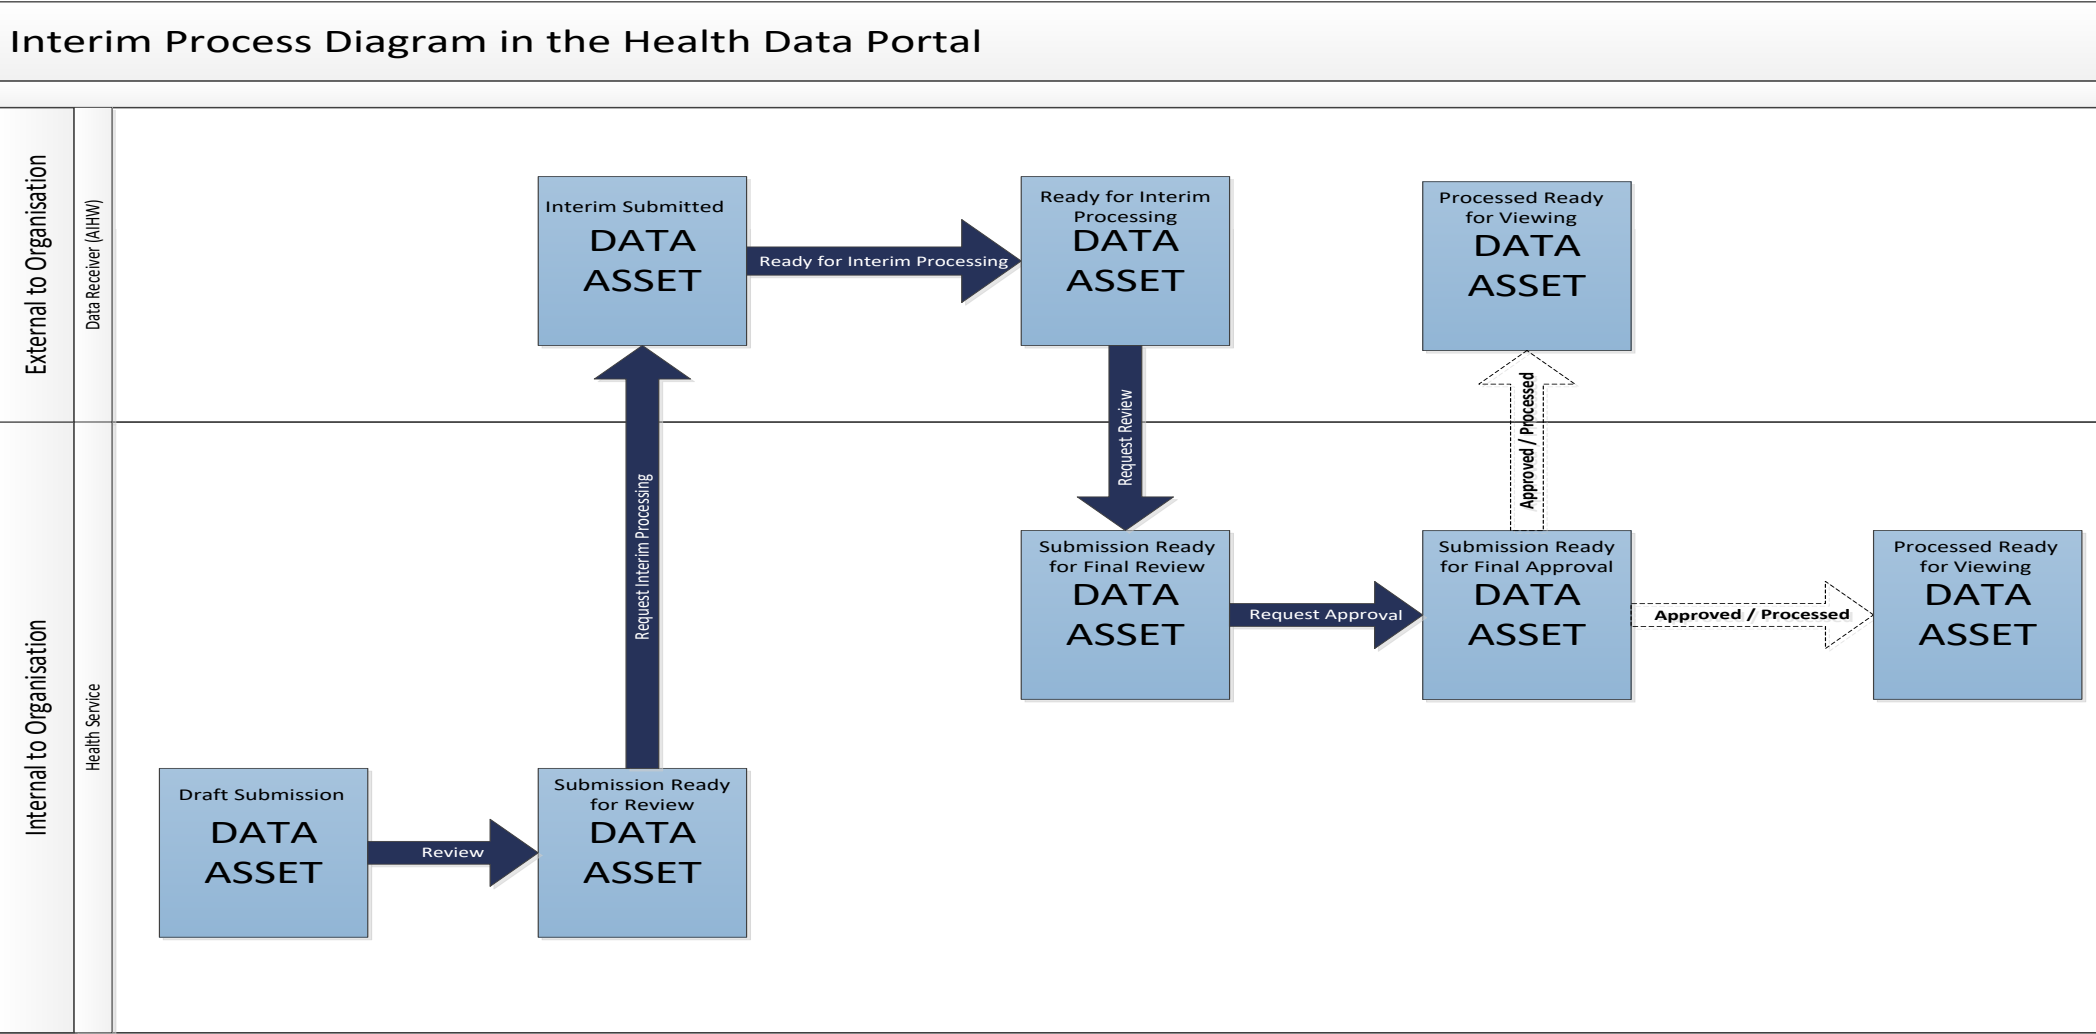 Interim Process Diagram in the Health Data Portal
External to Organisation
Data Receiver (AIHW)
Interim Submitted
DATA
ASSET
Ready for Interim Processing
Ready for Interim
Processing
DATA
ASSET
Processed Ready
for Viewing
DATA
ASSET
Request Interim Processing
Request Review
Approved / Processed
Internal to Organisation
Health Service
Submission Ready
for Final Review
DATA
ASSET
Request Approval
Submission Ready
for Final Approval
DATA
ASSET
Approved / Processed
Processed Ready
for Viewing
DATA
ASSET
Draft Submission
DATA
ASSET
Review
Submission Ready
for Review
DATA
ASSET